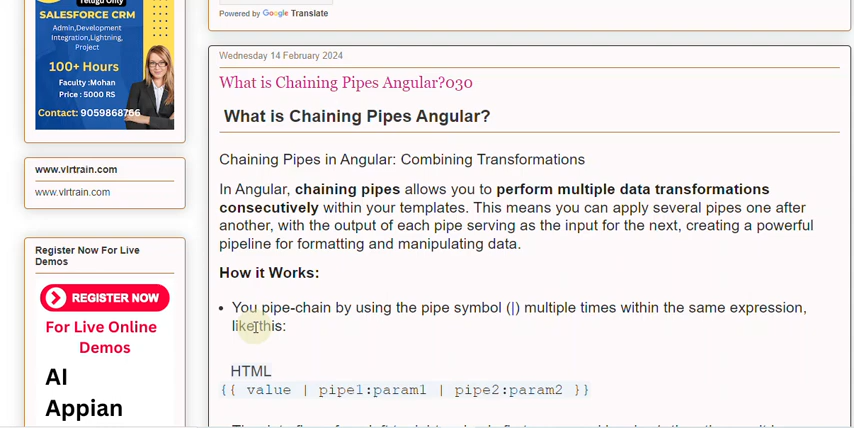 Telugu Only
SALESFORCE CRM
Admin,Development
Integration,Lightning,
Project
100+ Hours
Faculty :Mohan
Price : 5000 RS
Contact: 9059868766
www.vlrtrain.com
www.vlrtrain.com
Register Now For Live
Demos
REGISTER NOW
For Live Online
Demos
AI
Appian
Powered by Google Translate
Wednesday 14 February 2024
What is Chaining Pipes Angular?030
What is Chaining Pipes Angular?
Chaining Pipes in Angular: Combining Transformations
In Angular, chaining pipes allows you to perform multiple data transformations
consecutively within your templates. This means you can apply several pipes one after
another, with the output of each pipe serving as the input for the next, creating a powerful
pipeline for formatting and manipulating data.
How it Works:
• You pipe-chain by using the pipe symbol (|) multiple times within the same expression,
like this:
HTML
{{ value | pipe1:param1 | pipe2:param2 }}